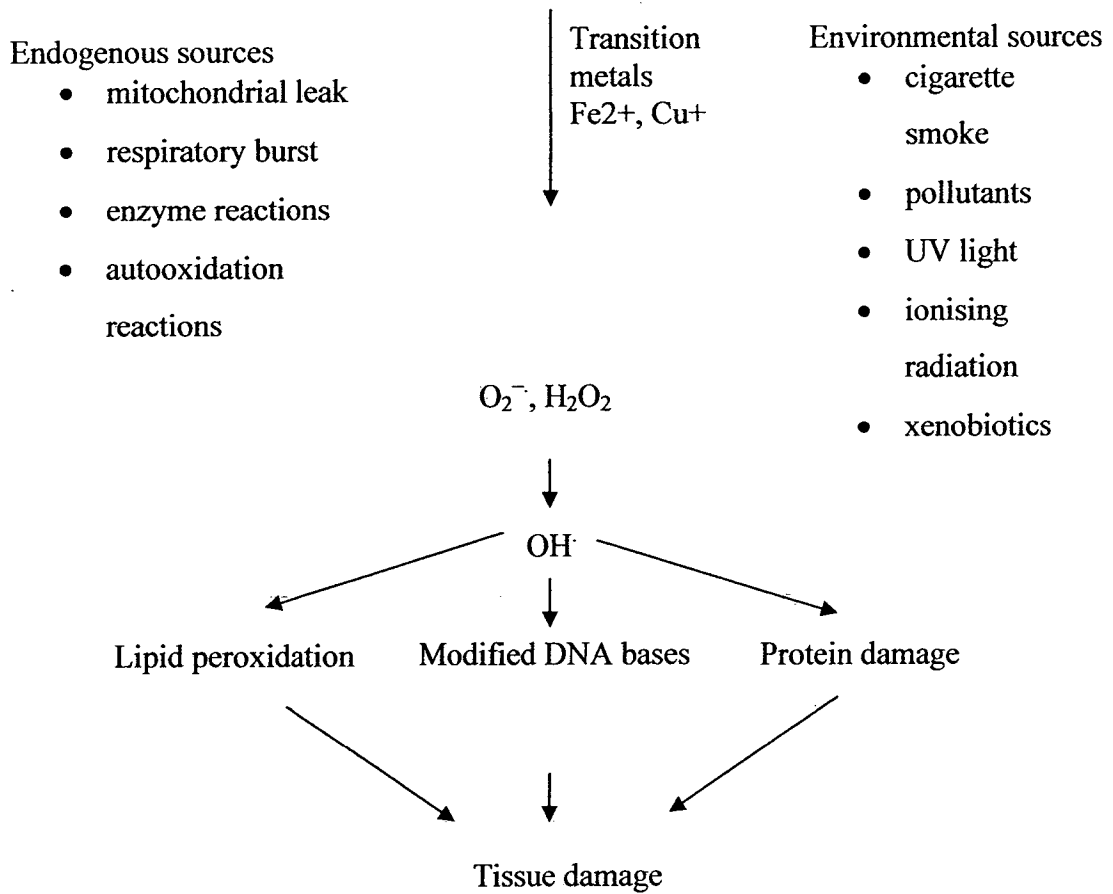 Endogenous sources
• mitochondrial leak
• respiratory burst
• enzyme reactions
• autooxidation
reactions
Transition
metals
Fe2+, Cu+
Environmental sources
• cigarette
smoke
• pollutants
• UV light
• ionising
radiation
• xenobiotics
O₂⁻, H₂O₂
OH·
Lipid peroxidation
Modified DNA bases
Protein damage
Tissue damage